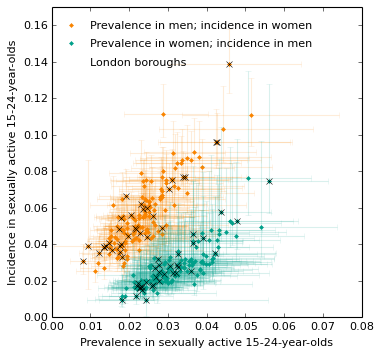 Prevalence in men; incidence in women
Prevalence in women; incidence in men
London boroughs
Incidence in sexually active 15-24-year-olds
0.16
0.14
0.12
0.10
0.08
0.06
0.04
0.02
0.00
0.00 0.01 0.02 0.03 0.04 0.05 0.06 0.07 0.08
Prevalence in sexually active 15-24-year-olds